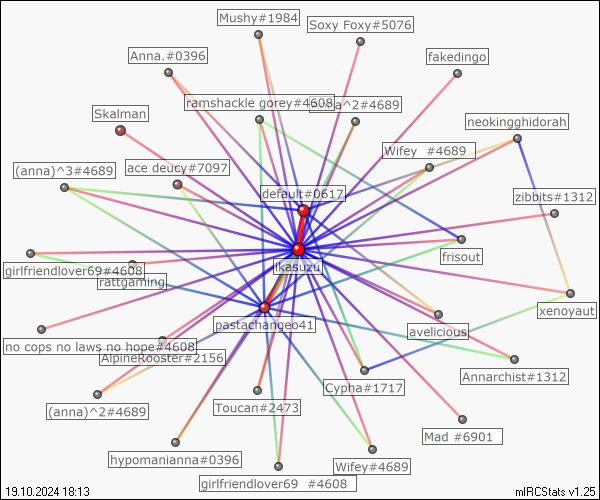 Mushy#1984
Soxy Foxy#5076
Anna.#0396
fakedingo
ramshackle gorey#4608
^2#4689
Skalman
neokingghidorah
Wifey  #4689
ace deucy#7097
(anna)^3#4689
default#0617
zibbits#1312
frisout
ikasuzu
girlfriendlover69#4608
rattgaming
xenoyaut
pastachangeo41
avelicious
no cops no laws no hope#4608
AlpineRooster#2156
Annarchist#1312
Cypha#1717
(anna)^2#4689
Toucan#2473
Mad #6901
hypomanianna#0396
Wifey#4689
girlfriendlover69  #4608
19.10.2024 18:13
mIRCStats v1.25